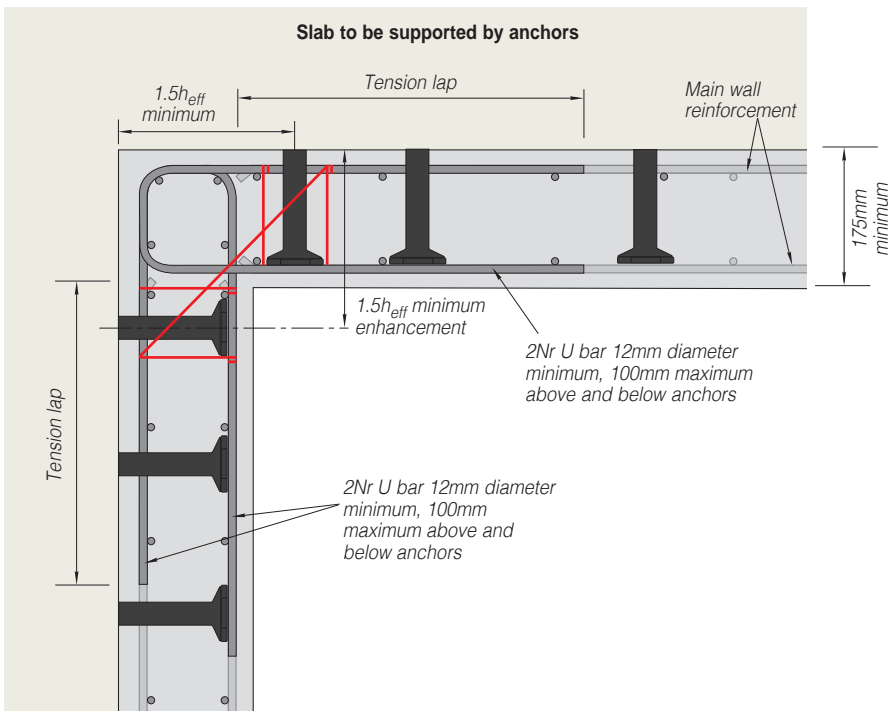 Slab to be supported by anchors
1.5heff
minimum
Tension lap
Main wall
reinforcement
175mm
minimum
1.5heff minimum
enhancement
2Nr U bar 12mm diameter
minimum, 100mm maximum
above and below anchors
Tension lap
2Nr U bar 12mm diameter
minimum, 100mm
maximum above and
below anchors